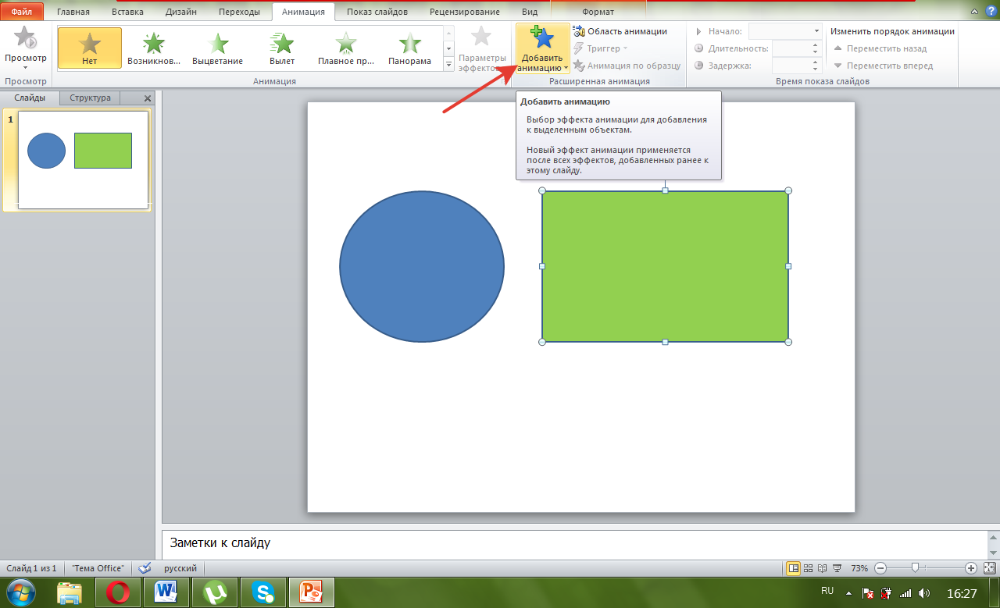 Файл Главная Вставка Дизайн Переходы Анимация Показ слайдов Рецензирование Вид Формат
Просмотр
Нет
Возникнов...
Выцветание
Вылет
Плавное пр...
Панорама
Параметры
эффектов
Добавить
анимацию
Область анимации
Триггер
Анимация по образцу
Начало:
Длительность:
Задержка:
Изменить порядок анимации
Переместить назад
Переместить вперед
Просмотр
Анимация
Расширенная анимация
Время показа слайдов
Слайды
Структура
1
Добавить анимацию
Выбор эффекта анимации для добавления
к выделенным объектам.
Новый эффект анимации применяется
после всех эффектов, добавленных ранее к
этому слайду.
Заметки к слайду
Слайд 1 из 1
"Тема Office"
русский
73%
RU
16:27